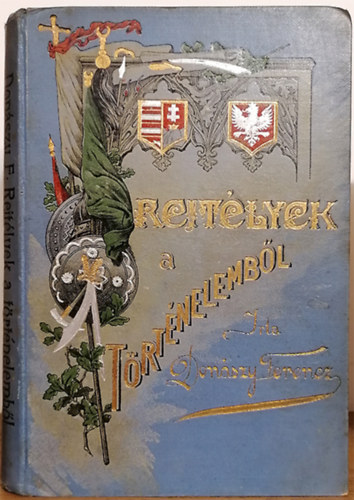 REJTÉLYEK
a
TÖRTÉNELEMBŐL
Irta
Donászy Ferencz
Donászy F. Rejtélyek a történelemből